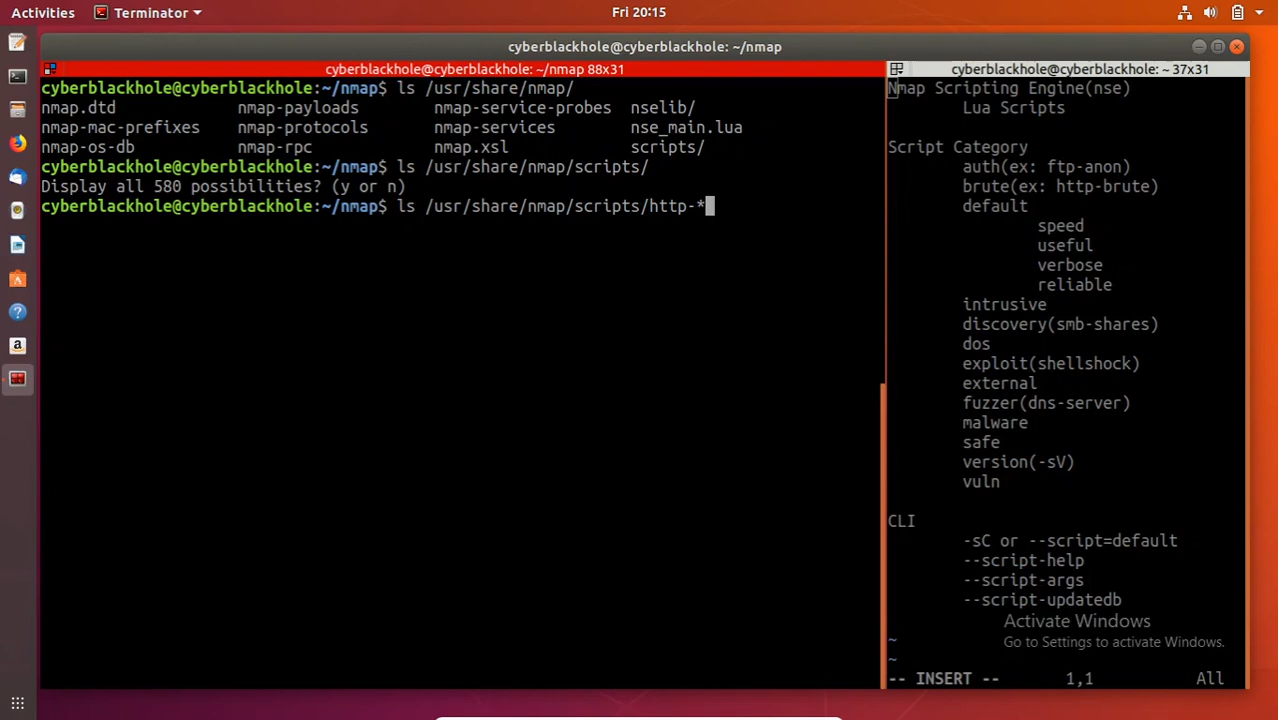 Activities Terminator Fri 20:15
cyberblackhole@cyberblackhole: ~/nmap
cyberblackhole@cyberblackhole: ~/nmap 88x31
cyberblackhole@cyberblackhole:~/nmap$ ls /usr/share/nmap/
nmap.dtd nmap-payloads nmap-service-probes nselib/
nmap-mac-prefixes nmap-protocols nmap-services nse_main.lua
nmap-os-db nmap-rpc nmap.xsl scripts/
cyberblackhole@cyberblackhole:~/nmap$ ls /usr/share/nmap/scripts/
Display all 580 possibilities? (y or n)
cyberblackhole@cyberblackhole:~/nmap$ ls /usr/share/nmap/scripts/http-*
cyberblackhole@cyberblackhole: ~ 37x31
Nmap Scripting Engine(nse)
Lua Scripts
Script Category
auth(ex: ftp-anon)
brute(ex: http-brute)
default
speed
useful
verbose
reliable
intrusive
discovery(smb-shares)
dos
exploit(shellshock)
external
fuzzer(dns-server)
malware
safe
version(-sV)
vuln
CLI
-sC or --script=default
--script-help
--script-args
--script-updatedb
Activate Windows
~ Go to Settings to activate Windows.
~
-- INSERT -- 1,1 All